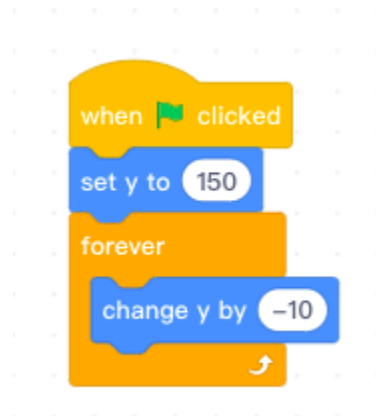 when clicked
set y to 150
forever
change y by –10